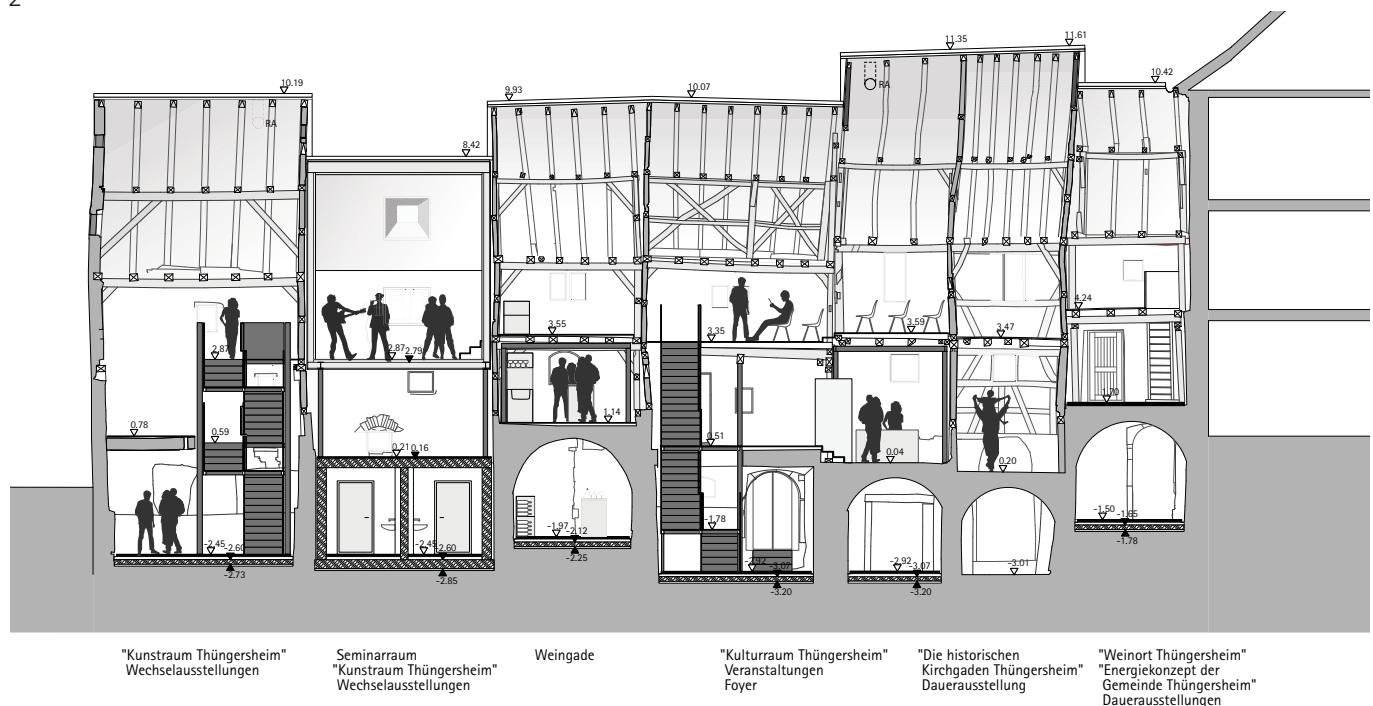 2
10.19
RA
8.42
9.93
10.07
11.35
11.61
RA
10.42
2.87
2.87 2.79
3.55
3.35
3.59
3.47
4.24
0.78
0.59
0.21 0.16
1.14
0.51
0.04
0.20
1.70
-2.45 -2.60
-2.73
-2.45 -2.60
-2.85
-1.97 -2.12
-2.25
-1.78
-2.92 -3.07
-3.20
-2.92 -3.07
-3.20
-3.01
-1.50 -1.65
-1.78
"Kunstraum Thüngersheim"
Wechselausstellungen
Seminarraum
"Kunstraum Thüngersheim"
Wechselausstellungen
Weingade
"Kulturraum Thüngersheim"
Veranstaltungen
Foyer
"Die historischen
Kirchgaden Thüngersheim"
Dauerausstellung
"Weinort Thüngersheim"
"Energiekonzept der
Gemeinde Thüngersheim"
Dauerausstellungen